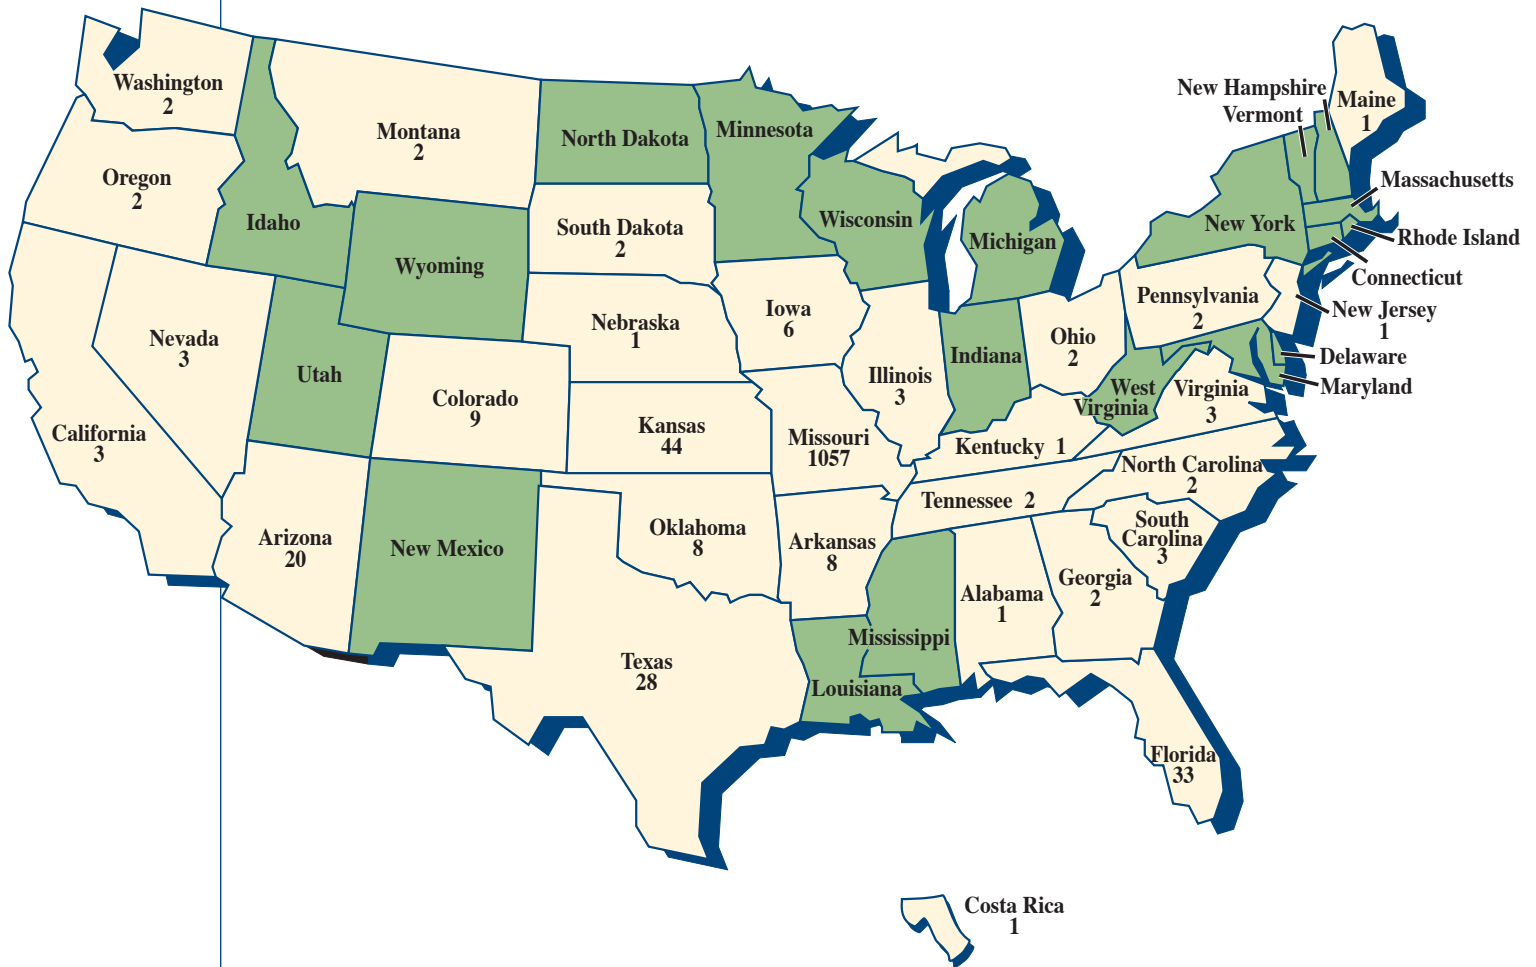 Washington
2
Oregon
2
California
3
Nevada
3
Idaho
Montana
2
Wyoming
Utah
Arizona
20
Colorado
9
New Mexico
North Dakota
South Dakota
2
Nebraska
1
Kansas
44
Oklahoma
8
Texas
28
Minnesota
Iowa
6
Missouri
1057
Arkansas
8
Louisiana
Wisconsin
Illinois
3
Michigan
Indiana
Ohio
2
Kentucky 1
Tennessee 2
Mississippi
Alabama
1
Georgia
2
Florida
33
South
Carolina
3
North Carolina
2
Virginia
3
West
Virginia
Pennsylvania
2
New York
Vermont
New Hampshire
Maine
1
Massachusetts
Rhode Island
Connecticut
New Jersey
1
Delaware
Maryland
Costa Rica
1